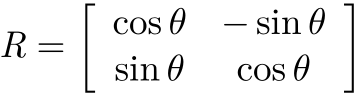 R = [ cos θ  − sin θ
sin θ  cos θ ]